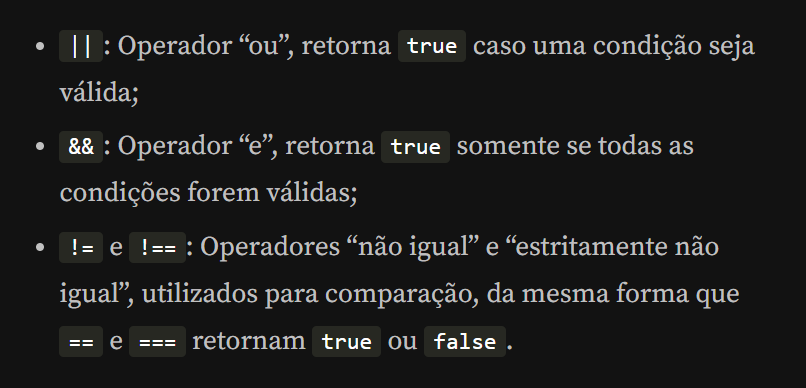 • ||: Operador “ou”, retorna true caso uma condição seja
válida;
• &&: Operador “e”, retorna true somente se todas as
condições forem válidas;
• != e !==: Operadores “não igual” e “estritamente não
igual”, utilizados para comparação, da mesma forma que
== e === retornam true ou false.